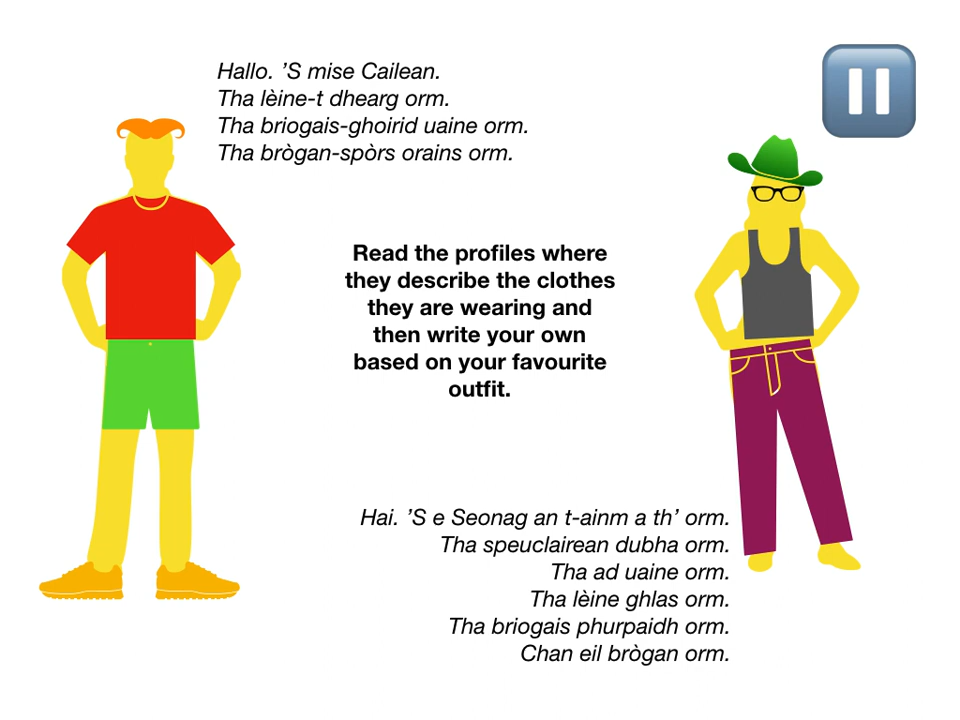 Hallo. ’S mise Cailean.
Tha lèine-t dhearg orm.
Tha briogais-ghoirid uaine orm.
Tha brògan-spòrs orains orm.
Read the profiles where
they describe the clothes
they are wearing and
then write your own
based on your favourite
outfit.
Hai. ’S e Seonag an t-ainm a th’ orm.
Tha speuclairean dubha orm.
Tha ad uaine orm.
Tha lèine ghlas orm.
Tha briogais phurpaidh orm.
Chan eil brògan orm.